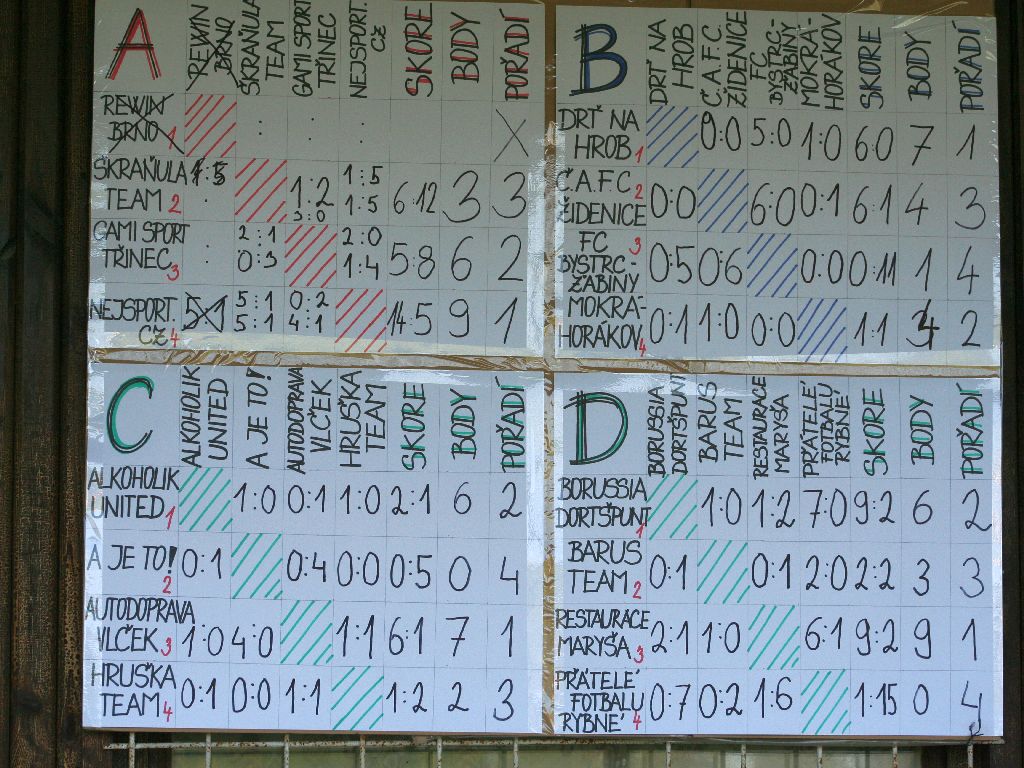 A REWIN BRNO ŠKRAŇULA TEAM GAMI SPORT TŘINEC NEJSPORT. CZ SKORE BODY POŘADÍ
REWIN
BRNO 1 : : : X
ŠKRAŇULA 1:5 1:5
TEAM 2 . 1:2 1:5 6:12 3 3
3:0
GAMI SPORT 2:1 2:0
TŘINEC 3 . 0:3 1:4 5:8 6 2
NEJSPORT. 5:1 5:1 0:2 14:5 9 1
CZ 4 5:1 4:1
B DRŤ NA HROB Č.A.F.C. ŽIDENICE FC BYSTRC-ŽABINY MOKRÁ-HORÁKOV SKORE BODY POŘADÍ
DRŤ NA
HROB 1 0:0 5:0 1:0 6:0 7 1
Č.A.F.C. 2
ŽIDENICE 0:0 6:0 0:1 6:1 4 3
FC 3
BYSTRC- 0:5 0:6 0:0 0:11 1 4
ŽABINY
MOKRÁ-
HORÁKOV 4 0:1 1:0 0:0 1:1 4 2
C ALKOHOLIK UNITED A JE TO! AUTODOPRAVA VLČEK HRUŠKA TEAM SKORE BODY POŘADÍ
ALKOHOLIK
UNITED 1 1:0 0:1 1:0 2:1 6 2
A JE TO! 0:1 0:4 0:0 0:5 0 4
2
AUTODOPRAVA
VLČEK 3 1:0 4:0 1:1 6:1 7 1
HRUŠKA
TEAM 4 0:1 0:0 1:1 1:2 2 3
D BORUSSIA DORTŠPUNT BARUS TEAM RESTAURACE MARYŠA PŘÁTELÉ FOTBALU RYBNÉ SKORE BODY POŘADÍ
BORUSSIA
DORTŠPUNT 1 1:0 1:2 7:0 9:2 6 2
BARUS
TEAM 2 0:1 0:1 2:0 2:2 3 3
RESTAURACE
MARYŠA 3 2:1 1:0 6:1 9:2 9 1
PŘÁTELÉ
FOTBALU 0:7 0:2 1:6 1:15 0 4
RYBNÉ 4